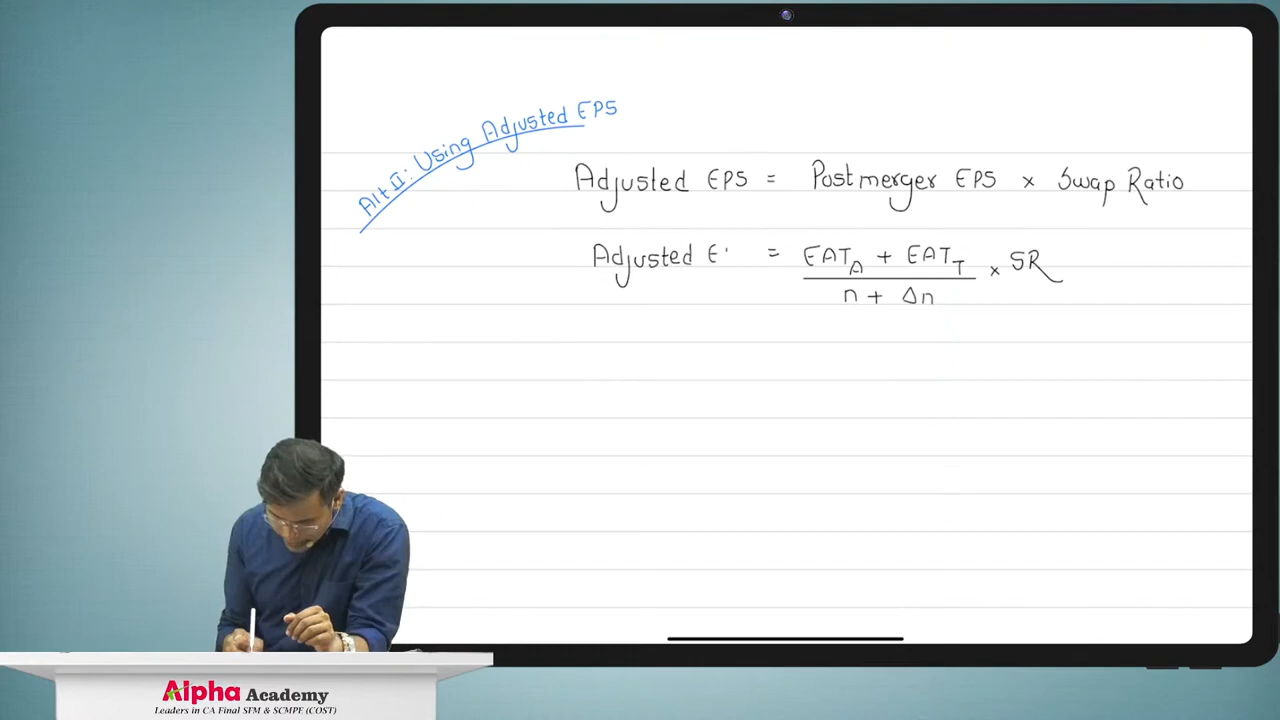 Alt II: Using Adjusted EPS
Adjusted EPS = Postmerger EPS × Swap Ratio
Adjusted E = EAT_A + EAT_T / n + Δn × SR
Alpha Academy
Leaders in CA Final SFM & SCMPE (COST)